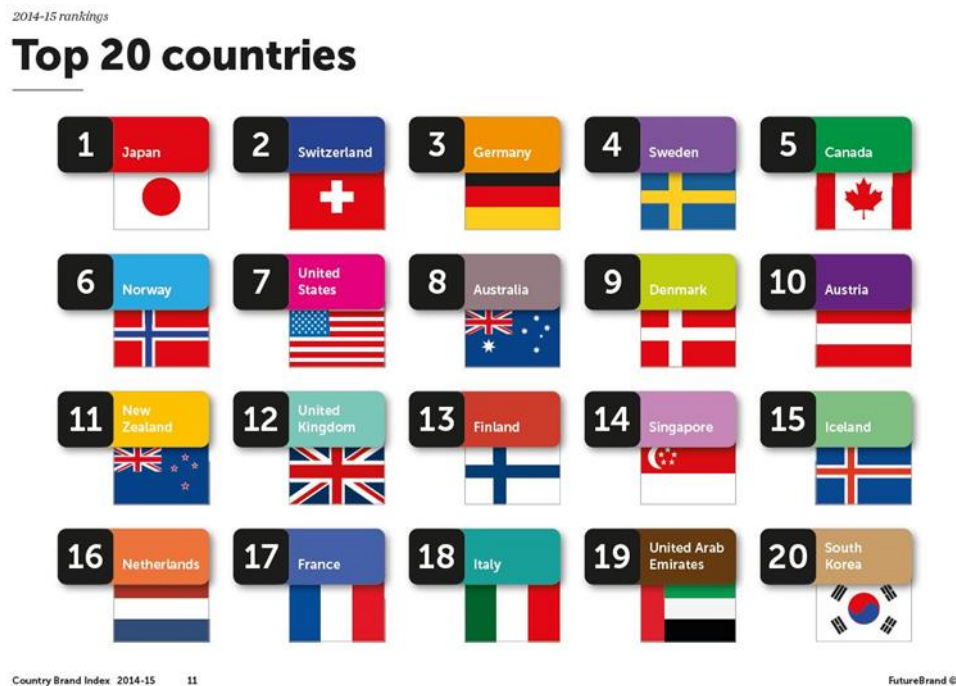 2014-15 rankings
Top 20 countries
1 Japan
2 Switzerland
3 Germany
4 Sweden
5 Canada
6 Norway
7 United
States
8 Australia
9 Denmark
10 Austria
11 New
Zealand
12 United
Kingdom
13 Finland
14 Singapore
15 Iceland
16 Netherlands
17 France
18 Italy
19 United Arab
Emirates
20 South
Korea
Country Brand Index 2014-15 11
FutureBrand ©